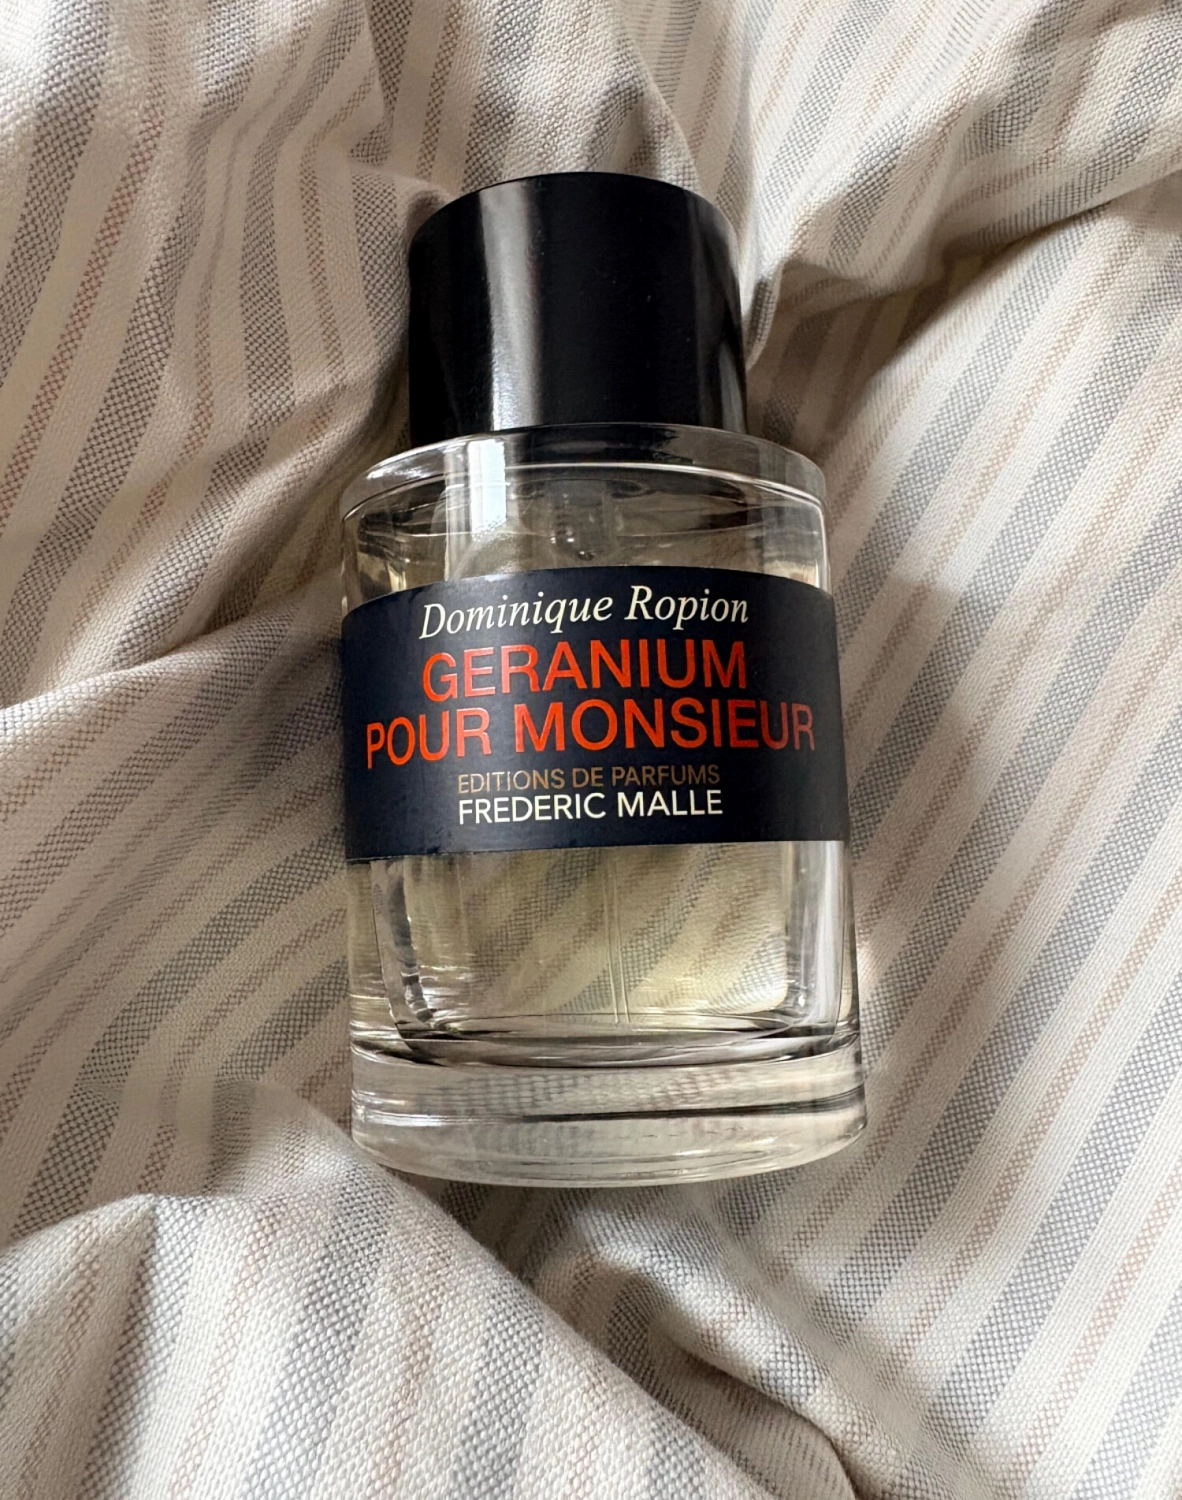 Dominique Ropion
GERANIUM
POUR MONSIEUR
EDITIONS DE PARFUMS
FREDERIC MALLE